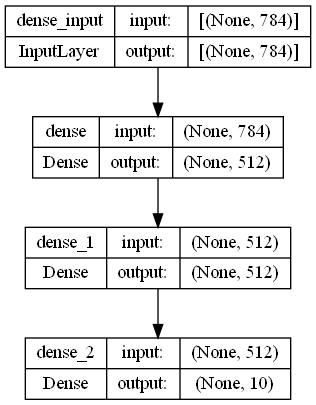 dense_input input: [(None, 784)]
InputLayer output: [(None, 784)]
dense input: (None, 784)
Dense output: (None, 512)
dense_1 input: (None, 512)
Dense output: (None, 512)
dense_2 input: (None, 512)
Dense output: (None, 10)